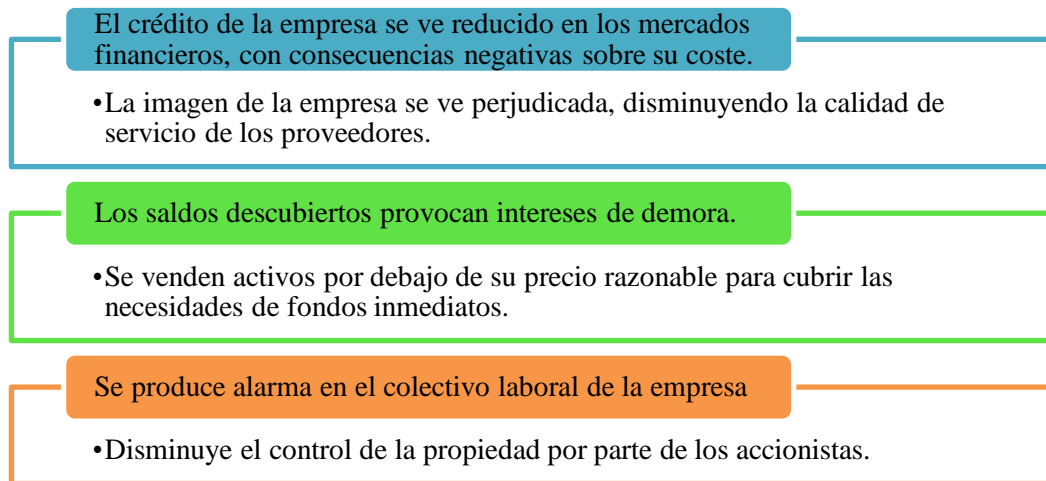 El crédito de la empresa se ve reducido en los mercados
financieros, con consecuencias negativas sobre su coste.
•La imagen de la empresa se ve perjudicada, disminuyendo la calidad de
servicio de los proveedores.
Los saldos descubiertos provocan intereses de demora.
•Se venden activos por debajo de su precio razonable para cubrir las
necesidades de fondos inmediatos.
Se produce alarma en el colectivo laboral de la empresa
•Disminuye el control de la propiedad por parte de los accionistas.